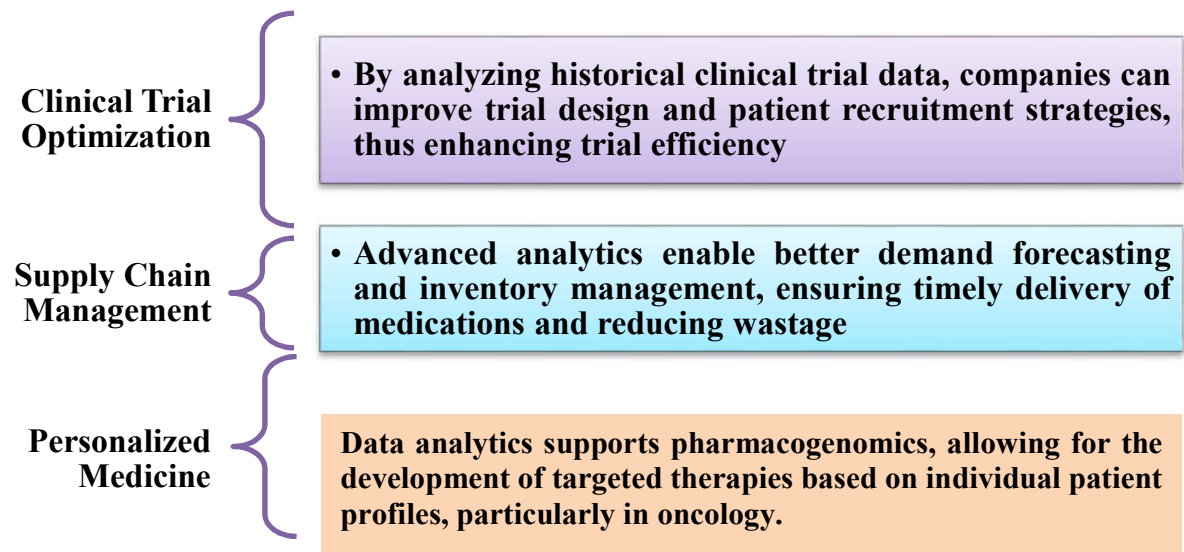 Clinical Trial
Optimization
• By analyzing historical clinical trial data, companies can
improve trial design and patient recruitment strategies,
thus enhancing trial efficiency
Supply Chain
Management
• Advanced analytics enable better demand forecasting
and inventory management, ensuring timely delivery of
medications and reducing wastage
Personalized
Medicine
Data analytics supports pharmacogenomics, allowing for the
development of targeted therapies based on individual patient
profiles, particularly in oncology.